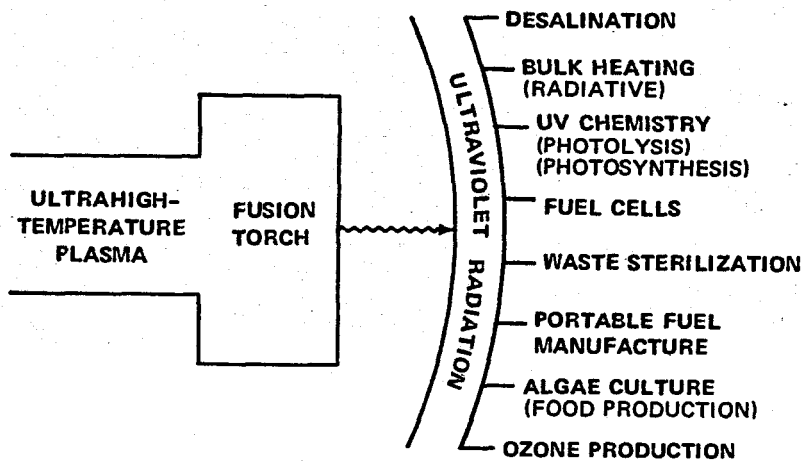 ULTRAHIGH-
TEMPERATURE
PLASMA
FUSION
TORCH
ULTRAVIOLET RADIATION
DESALINATION
BULK HEATING
(RADIATIVE)
UV CHEMISTRY
(PHOTOLYSIS)
(PHOTOSYNTHESIS)
FUEL CELLS
WASTE STERILIZATION
PORTABLE FUEL
MANUFACTURE
ALGAE CULTURE
(FOOD PRODUCTION)
OZONE PRODUCTION